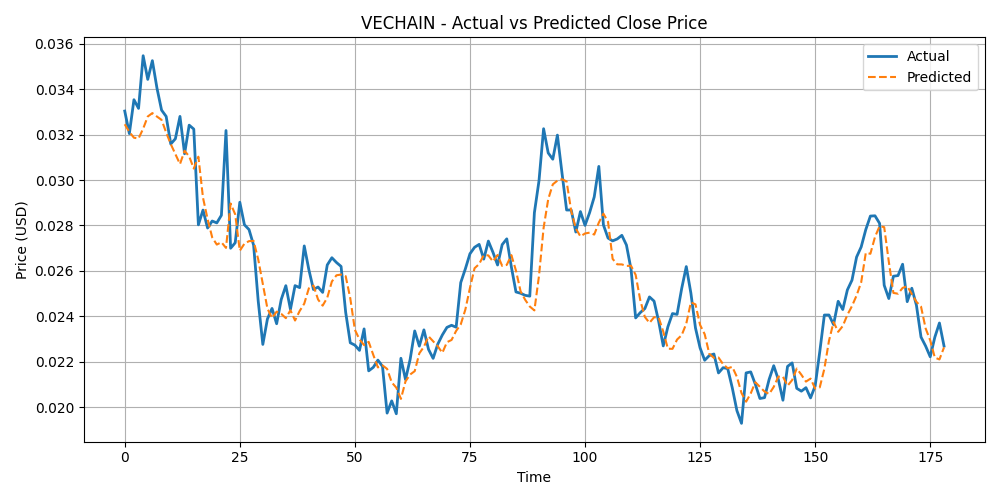 VECHAIN - Actual vs Predicted Close Price
Actual
Predicted
Price (USD)
0.036
0.034
0.032
0.030
0.028
0.026
0.024
0.022
0.020
0 25 50 75 100 125 150 175
Time